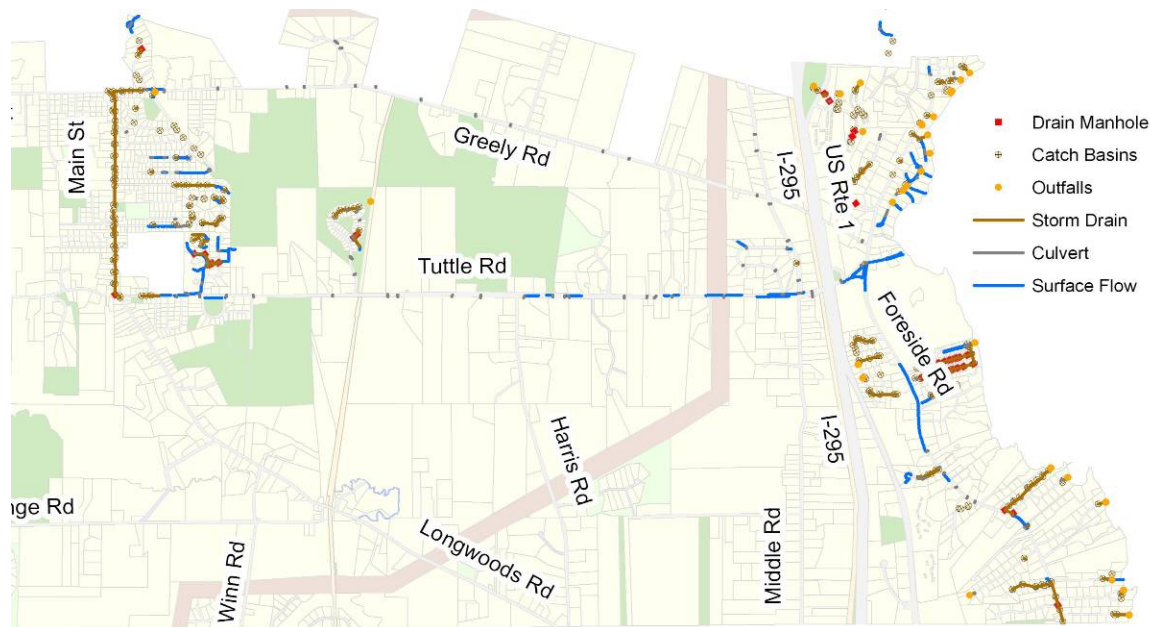 Main St
Greely Rd
I-295
US Rte 1
Tuttle Rd
Foreside Rd
Harris Rd
I-295
nge Rd
Winn Rd
Longwoods Rd
Middle Rd
Drain Manhole
Catch Basins
Outfalls
Storm Drain
Culvert
Surface Flow